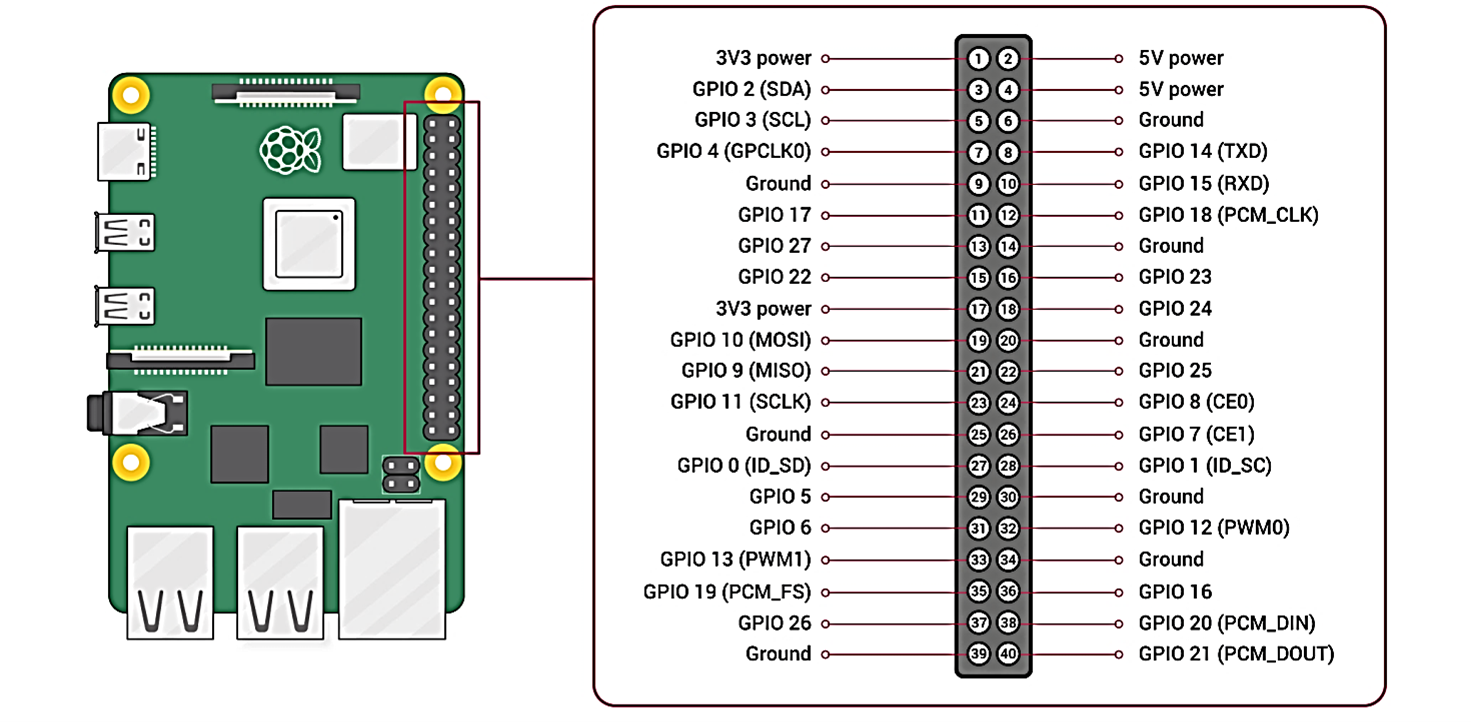 3V3 power 1 2 5V power
GPIO 2 (SDA) 3 4 5V power
GPIO 3 (SCL) 5 6 Ground
GPIO 4 (GPCLK0) 7 8 GPIO 14 (TXD)
Ground 9 10 GPIO 15 (RXD)
GPIO 17 11 12 GPIO 18 (PCM_CLK)
GPIO 27 13 14 Ground
GPIO 22 15 16 GPIO 23
3V3 power 17 18 GPIO 24
GPIO 10 (MOSI) 19 20 Ground
GPIO 9 (MISO) 21 22 GPIO 25
GPIO 11 (SCLK) 23 24 GPIO 8 (CE0)
Ground 25 26 GPIO 7 (CE1)
GPIO 0 (ID_SD) 27 28 GPIO 1 (ID_SC)
GPIO 5 29 30 Ground
GPIO 6 31 32 GPIO 12 (PWM0)
GPIO 13 (PWM1) 33 34 Ground
GPIO 19 (PCM_FS) 35 36 GPIO 16
GPIO 26 37 38 GPIO 20 (PCM_DIN)
Ground 39 40 GPIO 21 (PCM_DOUT)